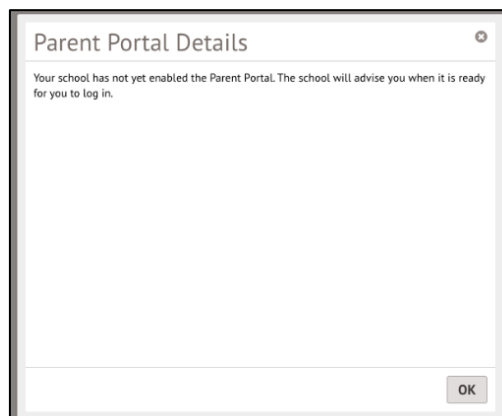 Parent Portal Details
Your school has not yet enabled the Parent Portal. The school will advise you when it is ready
for you to log in.
OK